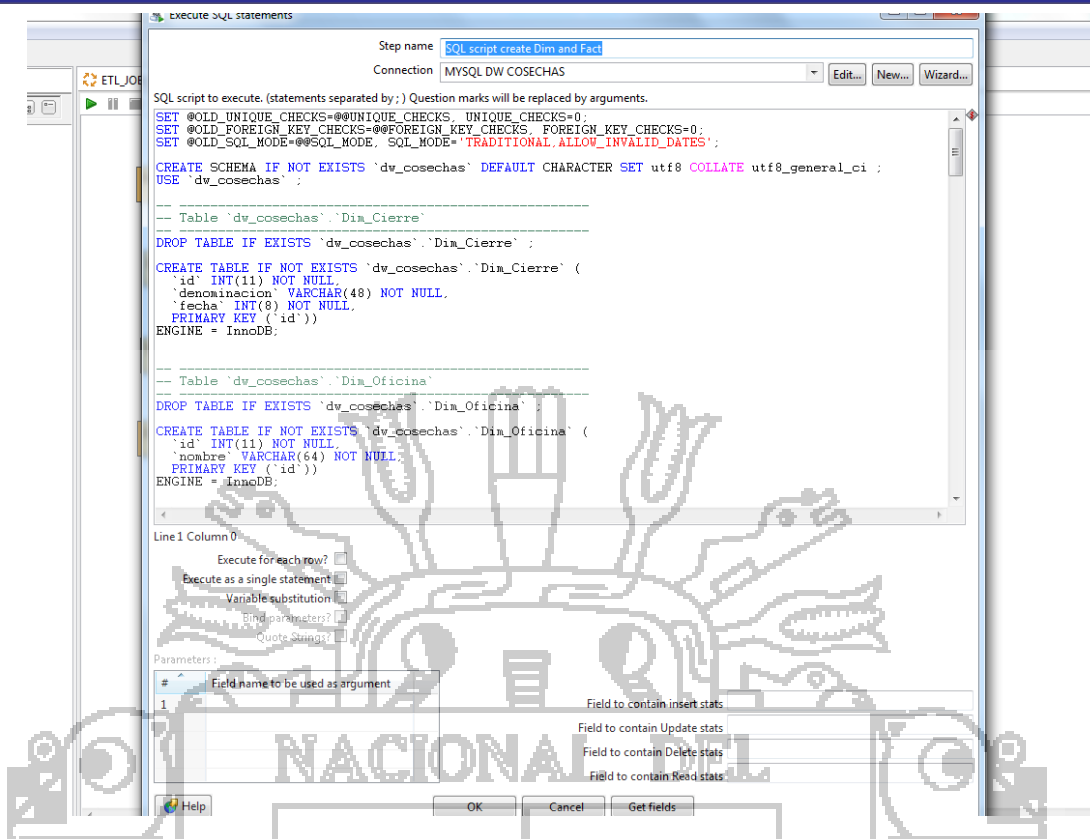 Execute SQL statements
Step name SQL script create Dim and Fact
Connection MYSQL DW COSECHAS Edit... New... Wizard...
ETL_JOB
SQL script to execute. (statements separated by ; ) Question marks will be replaced by arguments.
SET @OLD_UNIQUE_CHECKS=@@UNIQUE_CHECKS, UNIQUE_CHECKS=0;
SET @OLD_FOREIGN_KEY_CHECKS=@@FOREIGN_KEY_CHECKS, FOREIGN_KEY_CHECKS=0;
SET @OLD_SQL_MODE=@@SQL_MODE, SQL_MODE='TRADITIONAL,ALLOW_INVALID_DATES';
CREATE SCHEMA IF NOT EXISTS `dw_cosechas` DEFAULT CHARACTER SET utf8 COLLATE utf8_general_ci ;
USE `dw_cosechas` ;
-- -----------------------------------------------------
-- Table `dw_cosechas`.`Dim_Cierre`
-- -----------------------------------------------------
DROP TABLE IF EXISTS `dw_cosechas`.`Dim_Cierre` ;
CREATE TABLE IF NOT EXISTS `dw_cosechas`.`Dim_Cierre` (
`id` INT(11) NOT NULL,
`denominacion` VARCHAR(48) NOT NULL,
`fecha` INT(8) NOT NULL,
PRIMARY KEY (`id`))
ENGINE = InnoDB;
-- -----------------------------------------------------
-- Table `dw_cosechas`.`Dim_Oficina`
-- -----------------------------------------------------
DROP TABLE IF EXISTS `dw_cosechas`.`Dim_Oficina` ;
CREATE TABLE IF NOT EXISTS `dw_cosechas`.`Dim_Oficina` (
`id` INT(11) NOT NULL,
`nombre` VARCHAR(64) NOT NULL,
PRIMARY KEY (`id`))
ENGINE = InnoDB;
Line 1 Column 0
Execute for each row?
Execute as a single statement
Variable substitution
Bind parameters?
Quote Strings?
Parameters :
# Field name to be used as argument
1
Field to contain insert stats
Field to contain Update stats
Field to contain Delete stats
Field to contain Read stats
NACIONAL DEL
Help OK Cancel Get fields